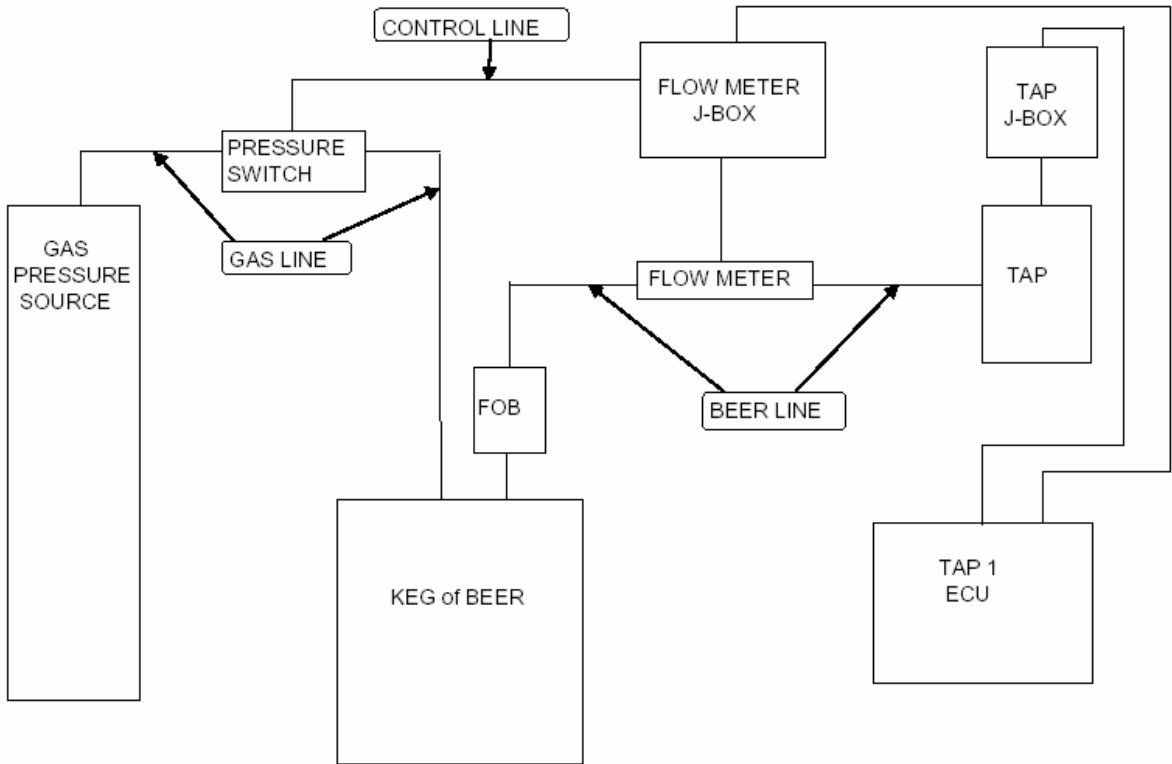 CONTROL LINE
FLOW METER
J-BOX
TAP
J-BOX
PRESSURE
SWITCH
GAS
PRESSURE
SOURCE
GAS LINE
FLOW METER
TAP
FOB
BEER LINE
KEG of BEER
TAP 1
ECU